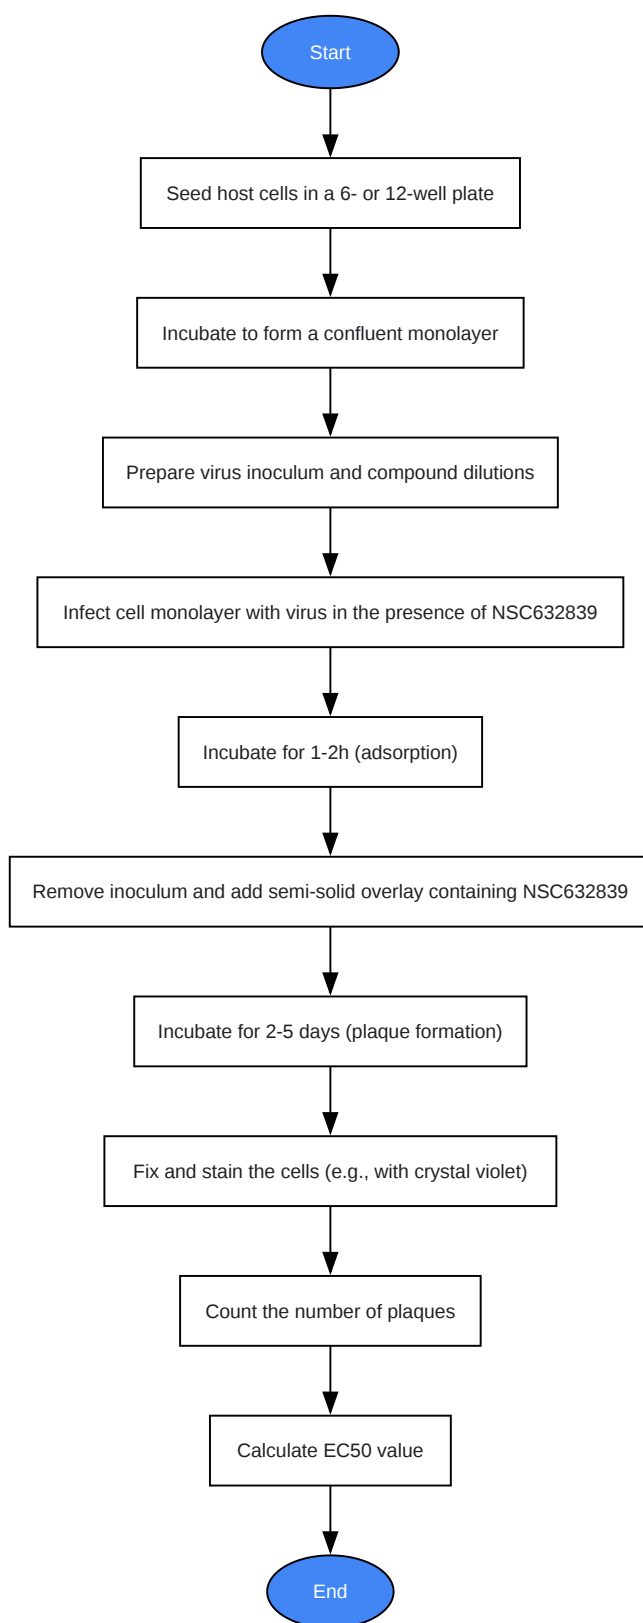 Start
Seed host cells in a 6- or 12-well plate
Incubate to form a confluent monolayer
Prepare virus inoculum and compound dilutions
Infect cell monolayer with virus in the presence of NSC632839
Incubate for 1-2h (adsorption)
Remove inoculum and add semi-solid overlay containing NSC632839
Incubate for 2-5 days (plaque formation)
Fix and stain the cells (e.g., with crystal violet)
Count the number of plaques
Calculate EC50 value
End